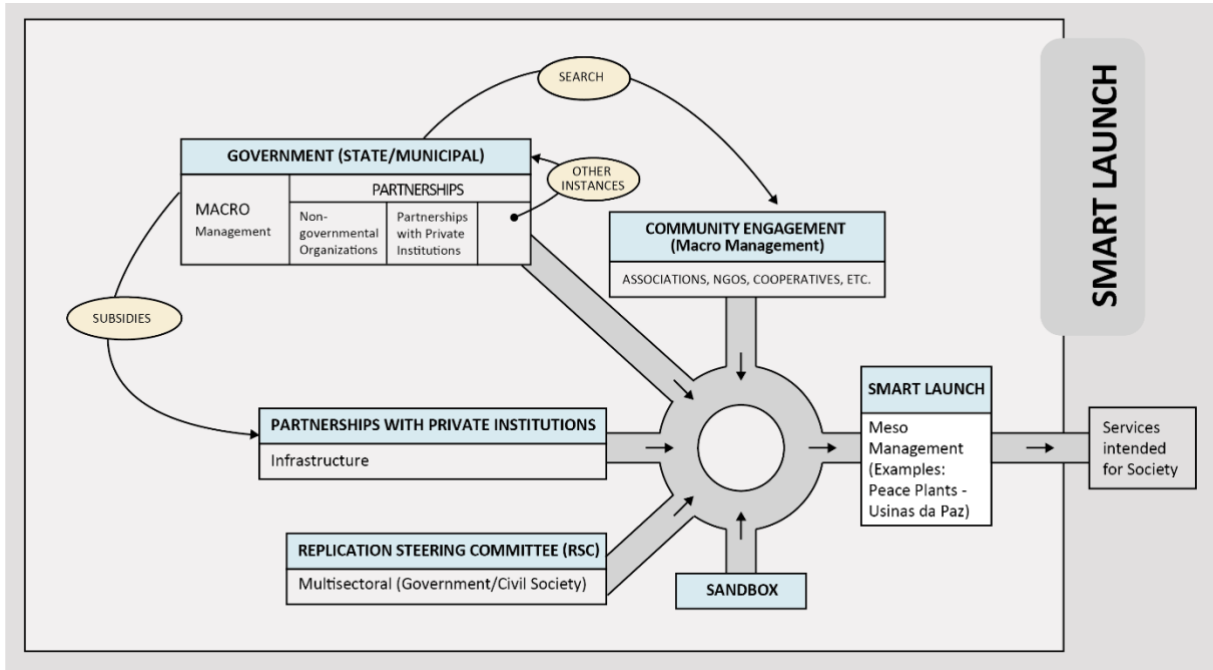 SEARCH
GOVERNMENT (STATE/MUNICIPAL)
MACRO
Management
PARTNERSHIPS
Non-
governmental
Organizations
Partnerships
with Private
Institutions
OTHER
INSTANCES
COMMUNITY ENGAGEMENT
(Macro Management)
ASSOCIATIONS, NGOS, COOPERATIVES, ETC.
SMART LAUNCH
SUBSIDIES
PARTNERSHIPS WITH PRIVATE INSTITUTIONS
Infrastructure
SMART LAUNCH
Meso
Management
(Examples:
Peace Plants -
Usinas da Paz)
Services
intended
for Society
REPLICATION STEERING COMMITTEE (RSC)
Multisectoral (Government/Civil Society)
SANDBOX